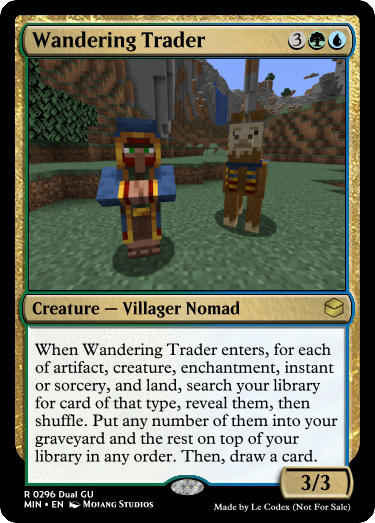 Wandering Trader 3
Creature — Villager Nomad
When Wandering Trader enters, for each
of artifact, creature, enchantment, instant
or sorcery, and land, search your library
for card of that type, reveal them, then
shuffle. Put any number of them into your
graveyard and the rest on top of your
library in any order. Then, draw a card.
3/3
R 0296 Dual GU
MIN • EN Mojang Studios
Made by Le Codex (Not For Sale)